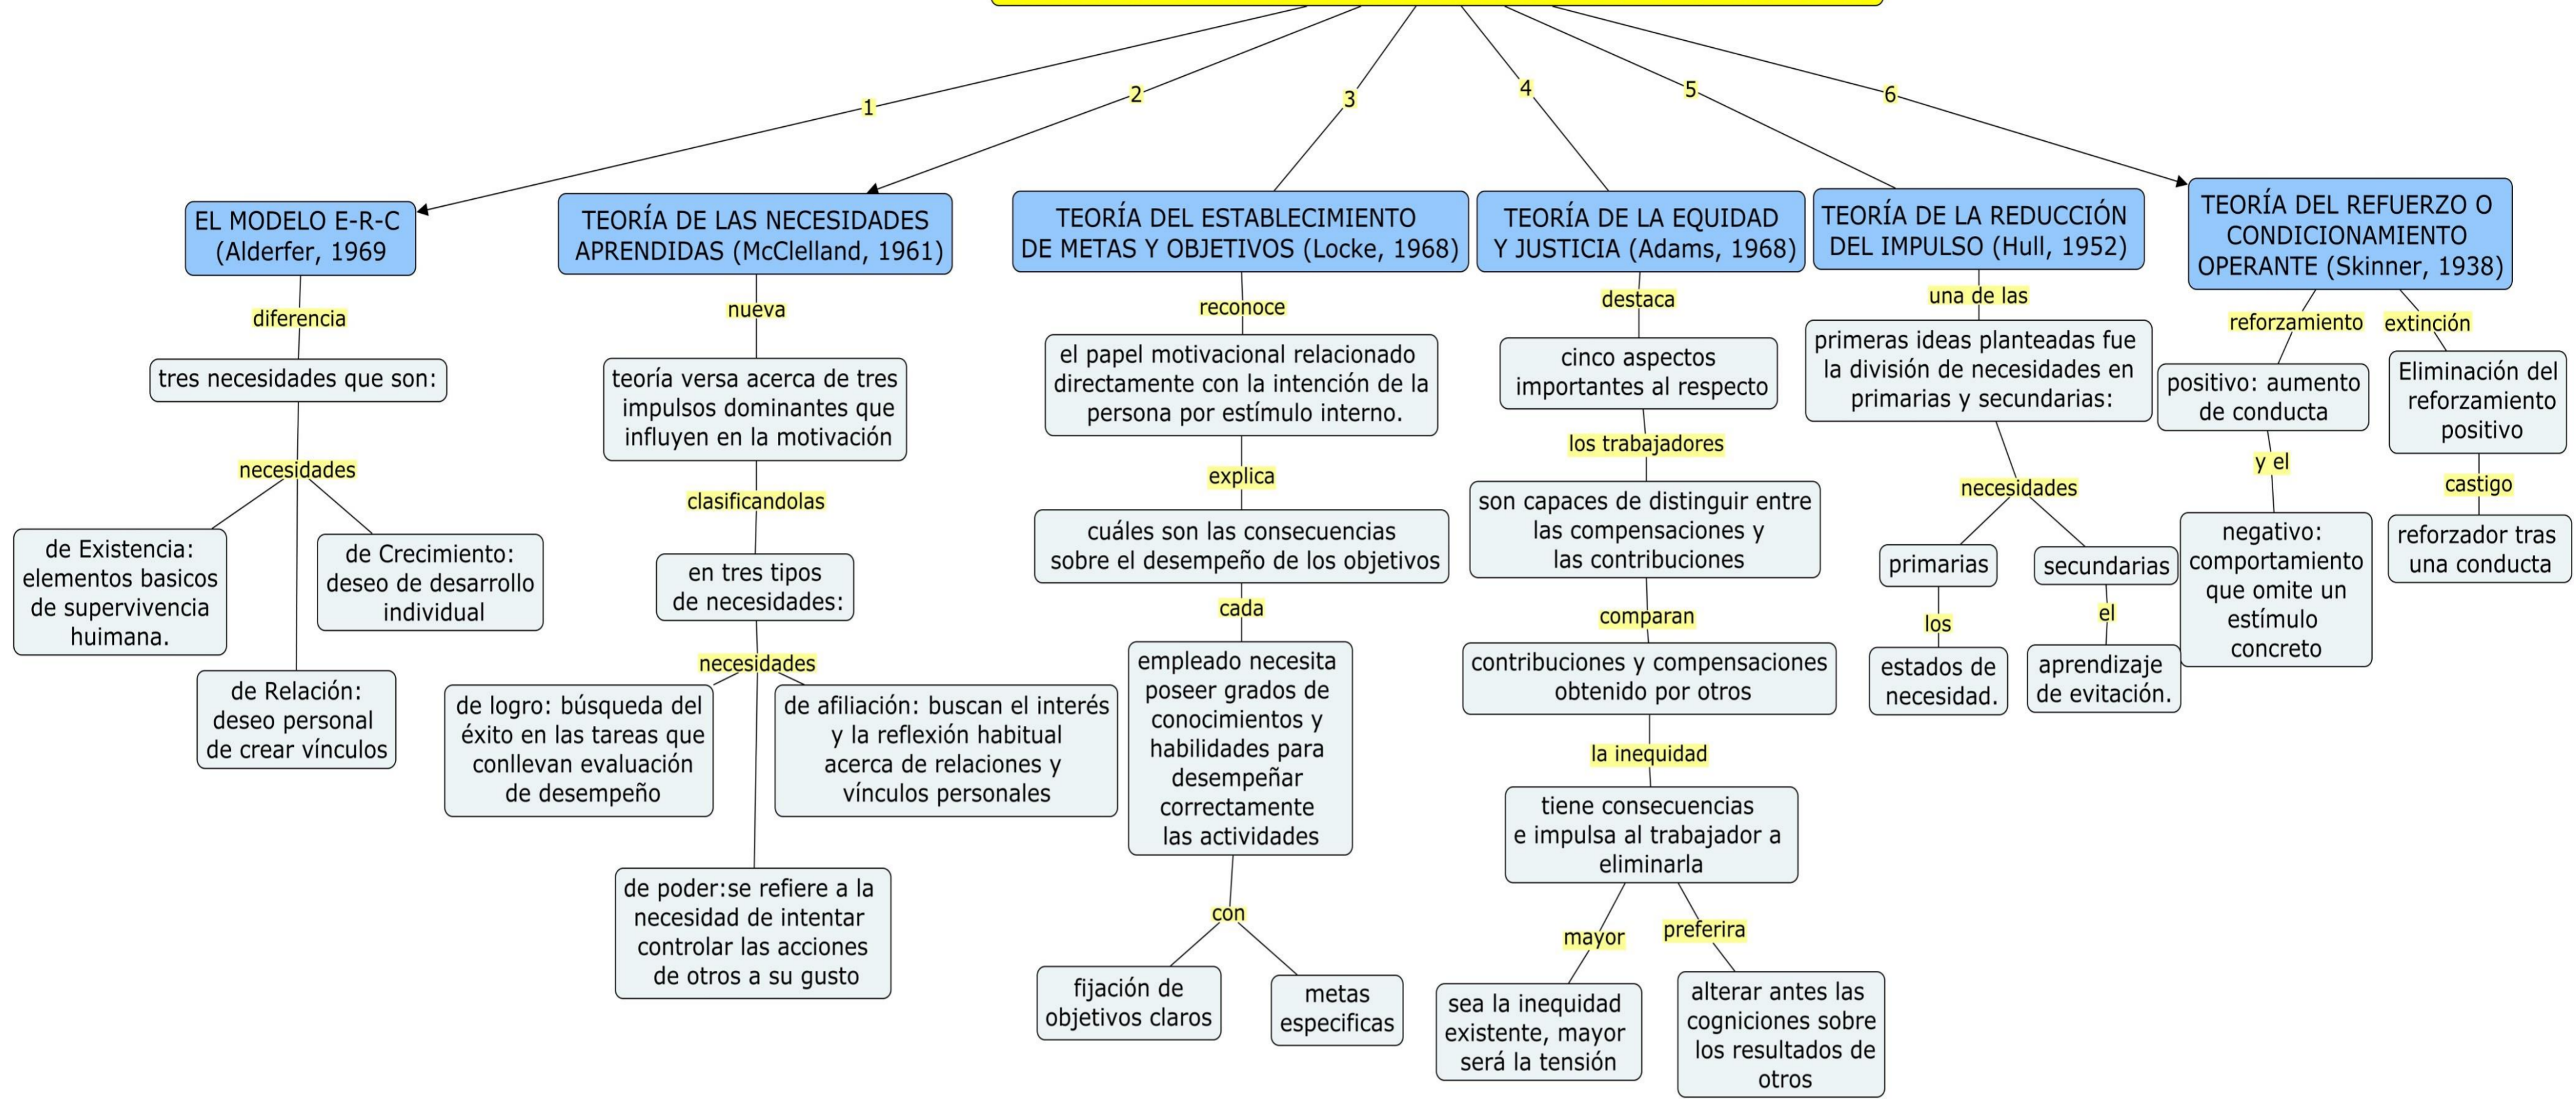 1
2
3
4
5
6
EL MODELO E-R-C
(Alderfer, 1969
diferencia
tres necesidades que son:
necesidades
de Existencia:
elementos basicos
de supervivencia
huimana.
de Relación:
deseo personal
de crear vínculos
de Crecimiento:
deseo de desarrollo
individual
TEORÍA DE LAS NECESIDADES
APRENDIDAS (McClelland, 1961)
nueva
teoría versa acerca de tres
impulsos dominantes que
influyen en la motivación
clasificandolas
en tres tipos
de necesidades:
necesidades
de logro: búsqueda del
éxito en las tareas que
conllevan evaluación
de desempeño
de poder:se refiere a la
necesidad de intentar
controlar las acciones
de otros a su gusto
de afiliación: buscan el interés
y la reflexión habitual
acerca de relaciones y
vínculos personales
TEORÍA DEL ESTABLECIMIENTO
DE METAS Y OBJETIVOS (Locke, 1968)
reconoce
el papel motivacional relacionado
directamente con la intención de la
persona por estímulo interno.
explica
cuáles son las consecuencias
sobre el desempeño de los objetivos
cada
empleado necesita
poseer grados de
conocimientos y
habilidades para
desempeñar
correctamente
las actividades
con
fijación de
objetivos claros
metas
especificas
TEORÍA DE LA EQUIDAD
Y JUSTICIA (Adams, 1968)
destaca
cinco aspectos
importantes al respecto
los trabajadores
son capaces de distinguir entre
las compensaciones y
las contribuciones
comparan
contribuciones y compensaciones
obtenido por otros
la inequidad
tiene consecuencias
e impulsa al trabajador a
eliminarla
mayor
sea la inequidad
existente, mayor
será la tensión
preferira
alterar antes las
cogniciones sobre
los resultados de
otros
TEORÍA DE LA REDUCCIÓN
DEL IMPULSO (Hull, 1952)
una de las
primeras ideas planteadas fue
la división de necesidades en
primarias y secundarias:
necesidades
primarias
los
estados de
necesidad.
secundarias
el
aprendizaje
de evitación.
TEORÍA DEL REFUERZO O
CONDICIONAMIENTO
OPERANTE (Skinner, 1938)
reforzamiento
positivo: aumento
de conducta
y el
negativo:
comportamiento
que omite un
estímulo
concreto
extinción
Eliminación del
reforzamiento
positivo
castigo
reforzador tras
una conducta